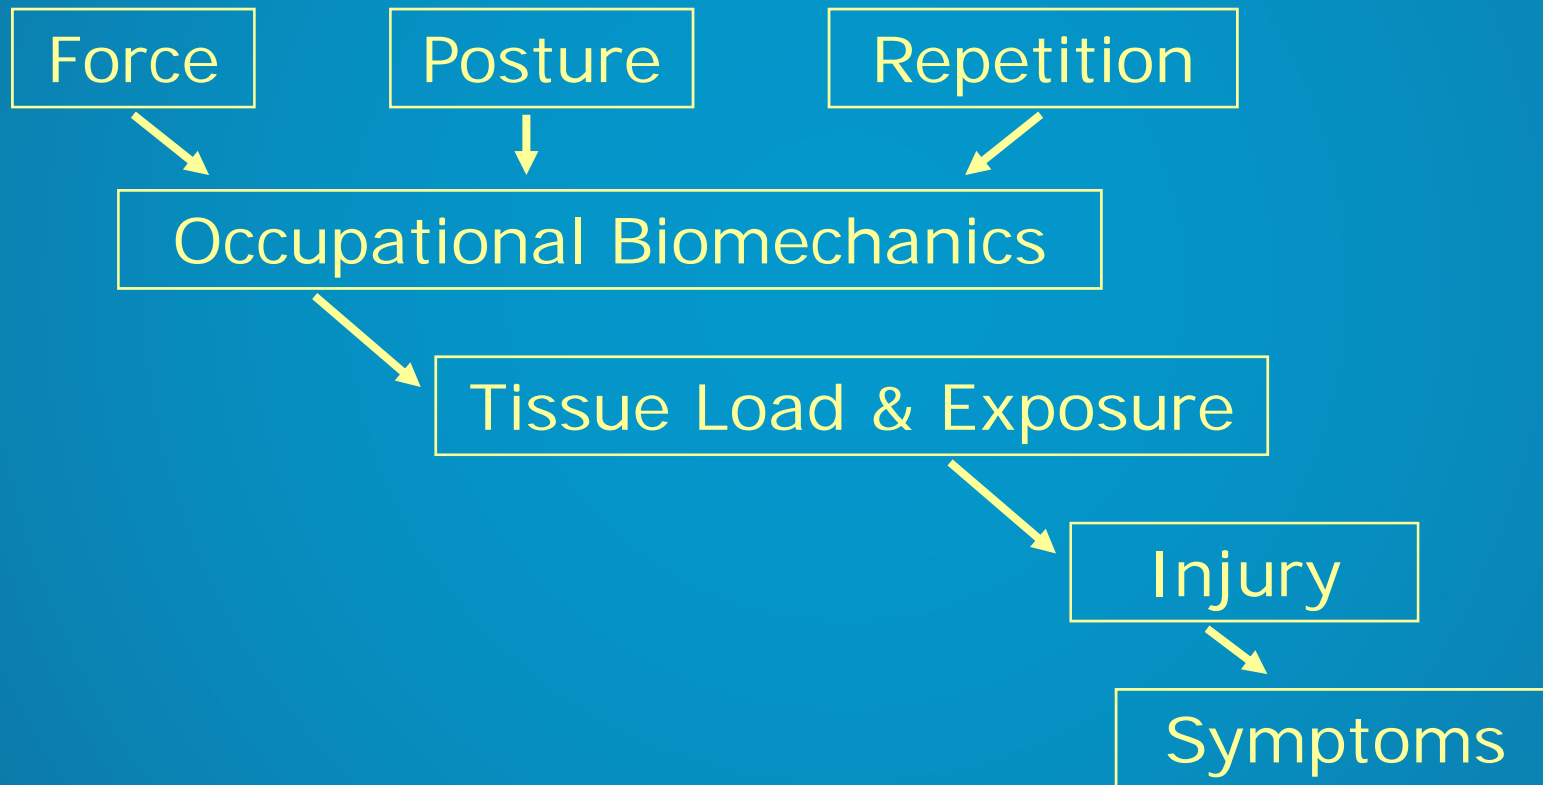 Force
Posture
Repetition
Occupational Biomechanics
Tissue Load & Exposure
Injury
Symptoms